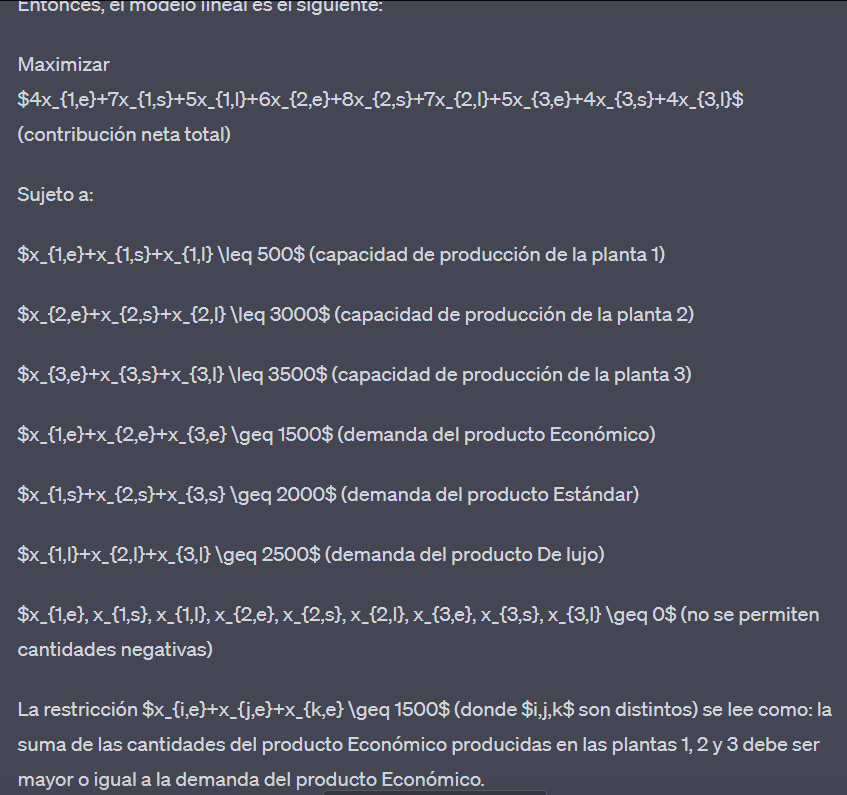 Entonces, el modelo lineal es el siguiente:
Maximizar
$4x_{1,e}+7x_{1,s}+5x_{1,l}+6x_{2,e}+8x_{2,s}+7x_{2,l}+5x_{3,e}+4x_{3,s}+4x_{3,l}$
(contribución neta total)
Sujeto a:
$x_{1,e}+x_{1,s}+x_{1,l} \leq 500$ (capacidad de producción de la planta 1)
$x_{2,e}+x_{2,s}+x_{2,l} \leq 3000$ (capacidad de producción de la planta 2)
$x_{3,e}+x_{3,s}+x_{3,l} \leq 3500$ (capacidad de producción de la planta 3)
$x_{1,e}+x_{2,e}+x_{3,e} \geq 1500$ (demanda del producto Económico)
$x_{1,s}+x_{2,s}+x_{3,s} \geq 2000$ (demanda del producto Estándar)
$x_{1,l}+x_{2,l}+x_{3,l} \geq 2500$ (demanda del producto De lujo)
$x_{1,e}, x_{1,s}, x_{1,l}, x_{2,e}, x_{2,s}, x_{2,l}, x_{3,e}, x_{3,s}, x_{3,l} \geq 0$ (no se permiten
cantidades negativas)
La restricción $x_{i,e}+x_{j,e}+x_{k,e} \geq 1500$ (donde $i,j,k$ son distintos) se lee como: la
suma de las cantidades del producto Económico producidas en las plantas 1, 2 y 3 debe ser
mayor o igual a la demanda del producto Económico.